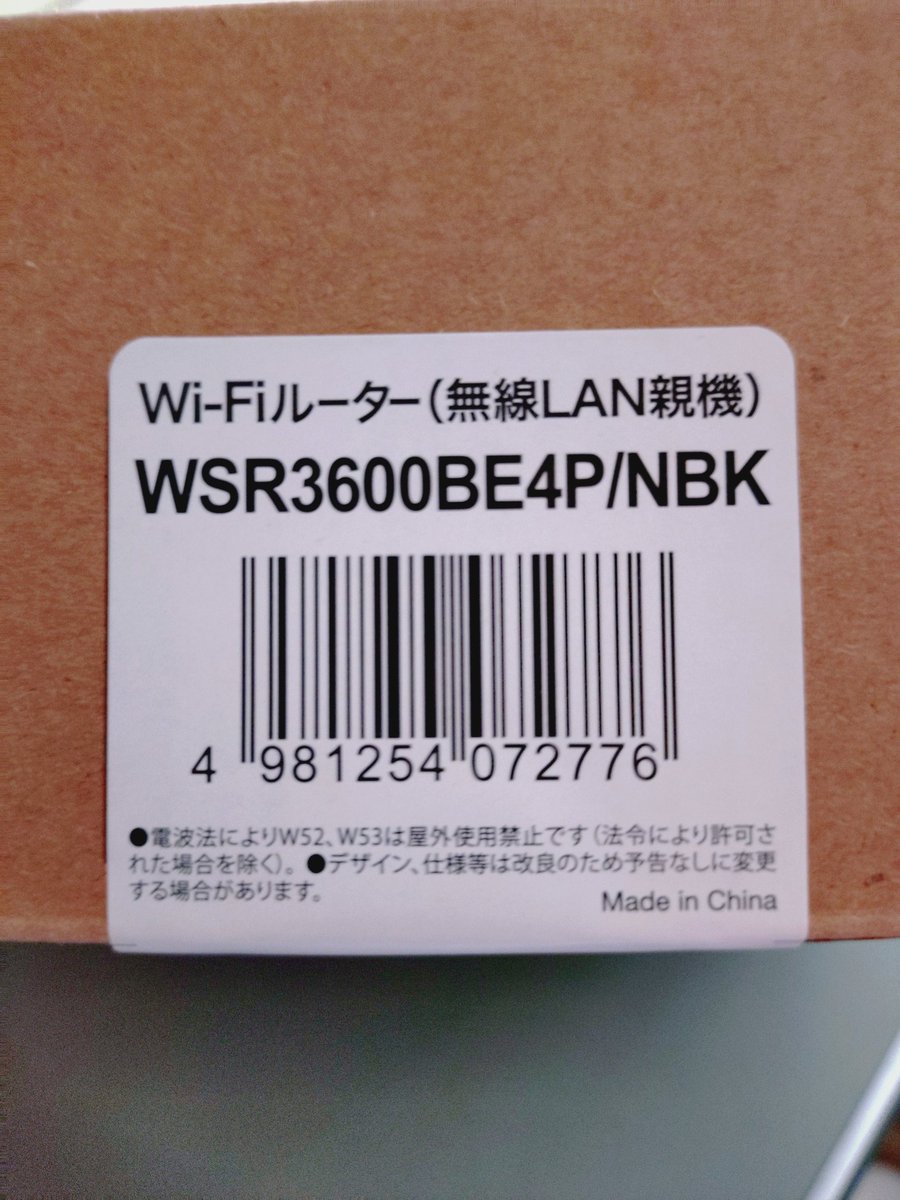 Wi-Fiルーター(無線LAN親機)
WSR3600BE4P/NBK
4 981254 072776
●電波法によりW52、W53は屋外使用禁止です(法令により許可さ
れた場合を除く)。●デザイン、仕様等は改良のため予告なしに変更
する場合があります。
Made in China